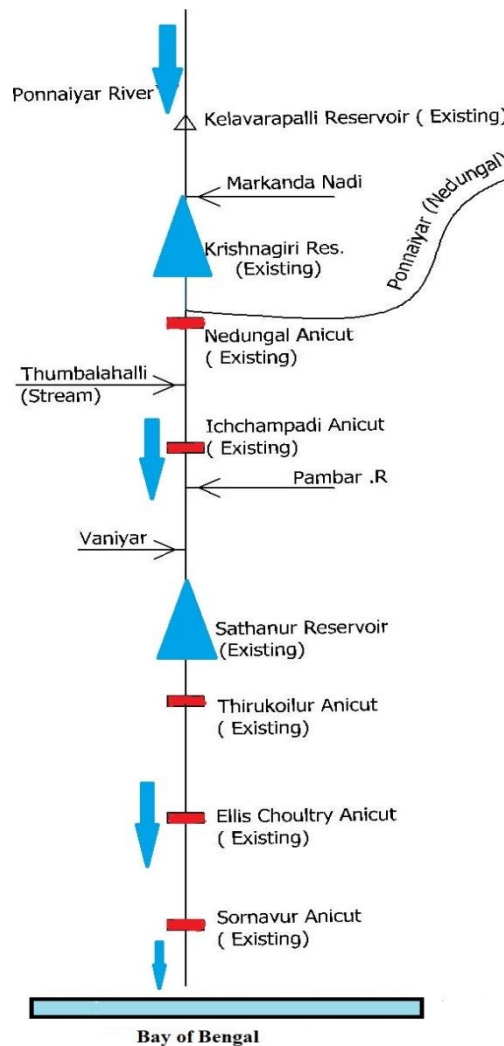 Ponnaiyar River
Kelavarapalli Reservoir ( Existing)
Markanda Nadi
Ponnaiyar (Nedungal)
Krishnagiri Res.
(Existing)
Nedungal Anicut
( Existing)
Thumbalahalli
(Stream)
Ichchampadi Anicut
( Existing)
Pambar .R
Vaniyar
Sathanur Reservoir
(Existing)
Thirukoilur Anicut
( Existing)
Ellis Choultry Anicut
( Existing)
Sornavur Anicut
( Existing)
Bay of Bengal